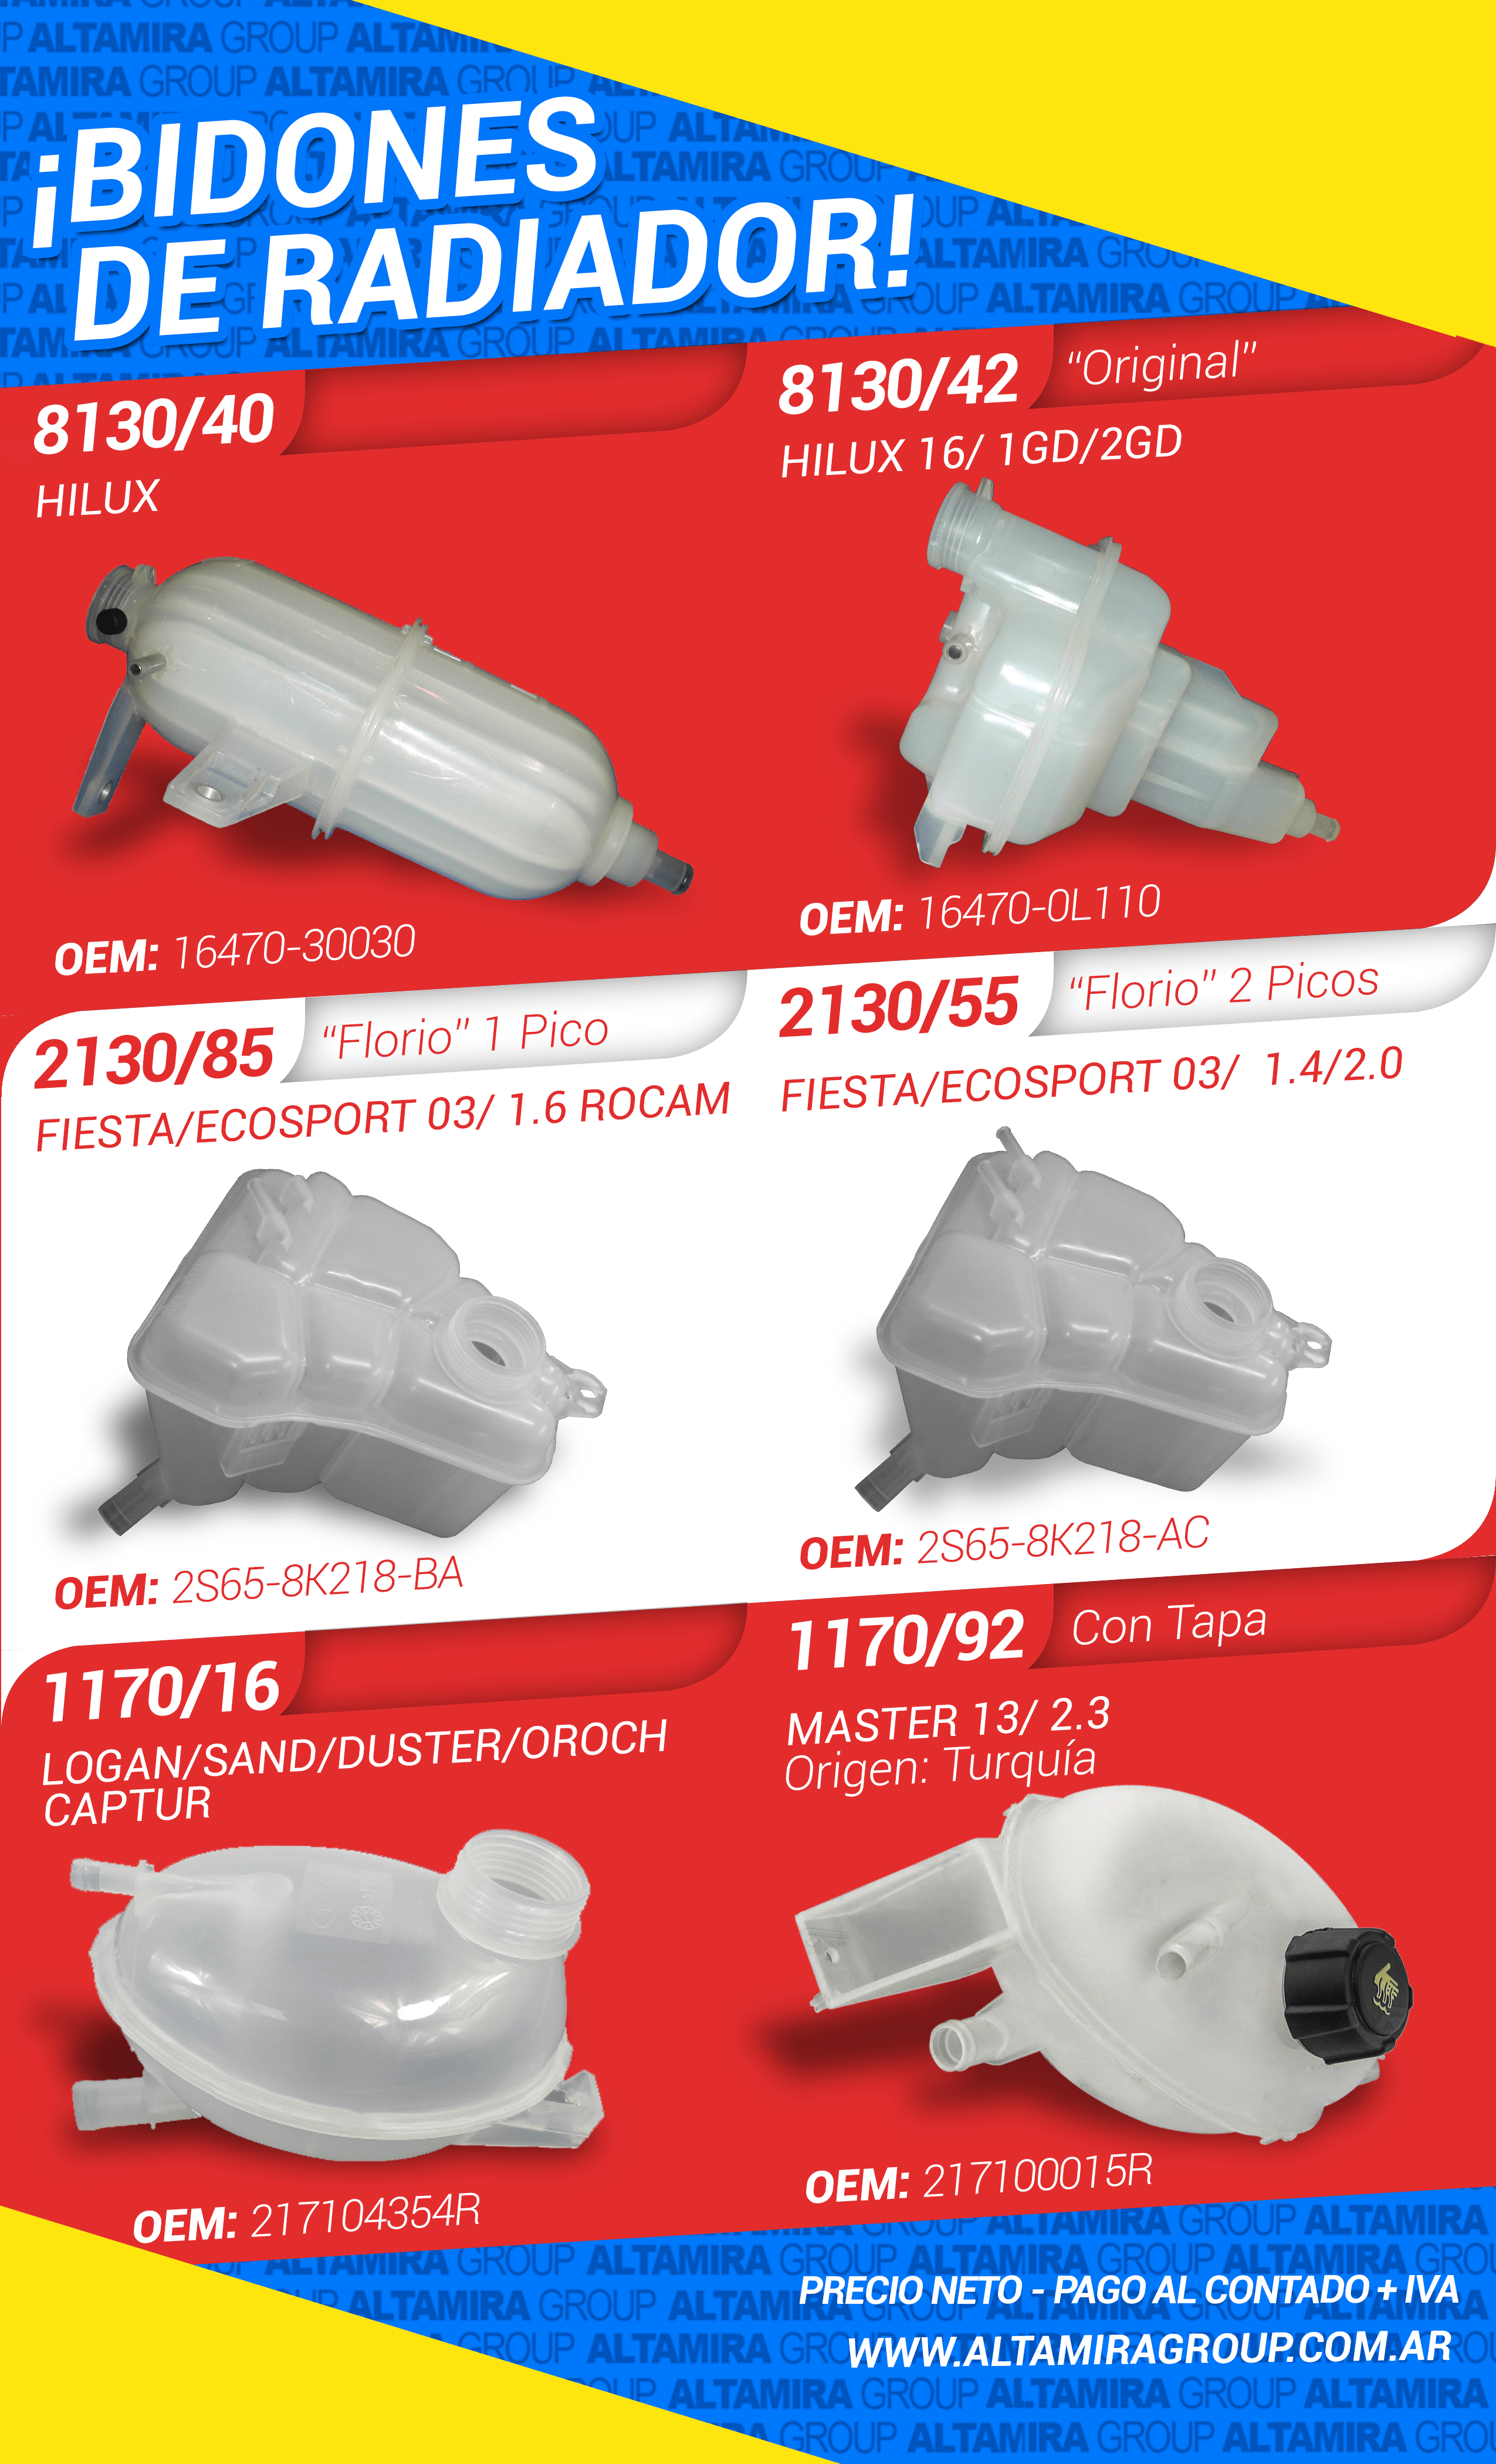 ¡BIDONES
DE RADIADOR!
8130/40
HILUX
OEM: 16470-30030
8130/42 “Original”
HILUX 16/ 1GD/2GD
OEM: 16470-0L110
2130/85 “Florio” 1 Pico
FIESTA/ECOSPORT 03/ 1.6 ROCAM
OEM: 2S65-8K218-BA
2130/55 “Florio” 2 Picos
FIESTA/ECOSPORT 03/ 1.4/2.0
OEM: 2S65-8K218-AC
1170/16
LOGAN/SAND/DUSTER/OROCH
CAPTUR
OEM: 217104354R
1170/92 Con Tapa
MASTER 13/ 2.3
Origen: Turquía
OEM: 217100015R
PRECIO NETO - PAGO AL CONTADO + IVA
WWW.ALTAMIRAGROUP.COM.AR
ALTAMIRA GROUP